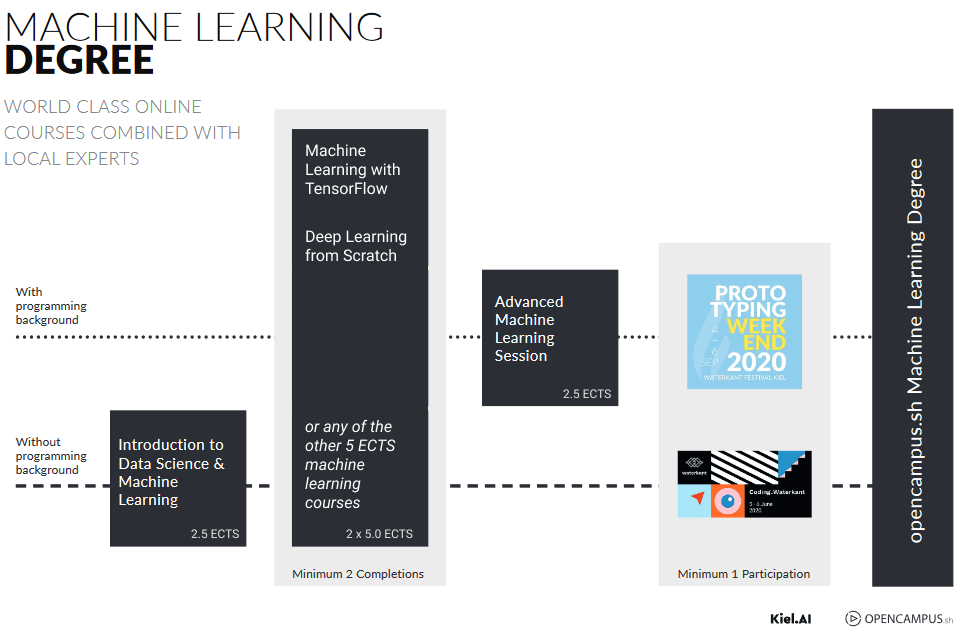 MACHINE LEARNING
DEGREE
WORLD CLASS ONLINE
COURSES COMBINED WITH
LOCAL EXPERTS
With
programming
background
Without
programming
background
Introduction to
Data Science &
Machine
Learning
2.5 ECTS
Machine
Learning with
TensorFlow
Deep Learning
from Scratch
or any of the
other 5 ECTS
machine
learning
courses
2 x 5.0 ECTS
Minimum 2 Completions
Advanced
Machine
Learning
Session
2.5 ECTS
PROTO
TYPING
WEEK
END
2020
4
-
6
SEP
WATERKANT FESTIVAL KIEL
waterkant
Coding.Waterkant
2020
Minimum 1 Participation
opencampus.sh Machine Learning Degree
Kiel.AI
OPENCAMPUS.sh